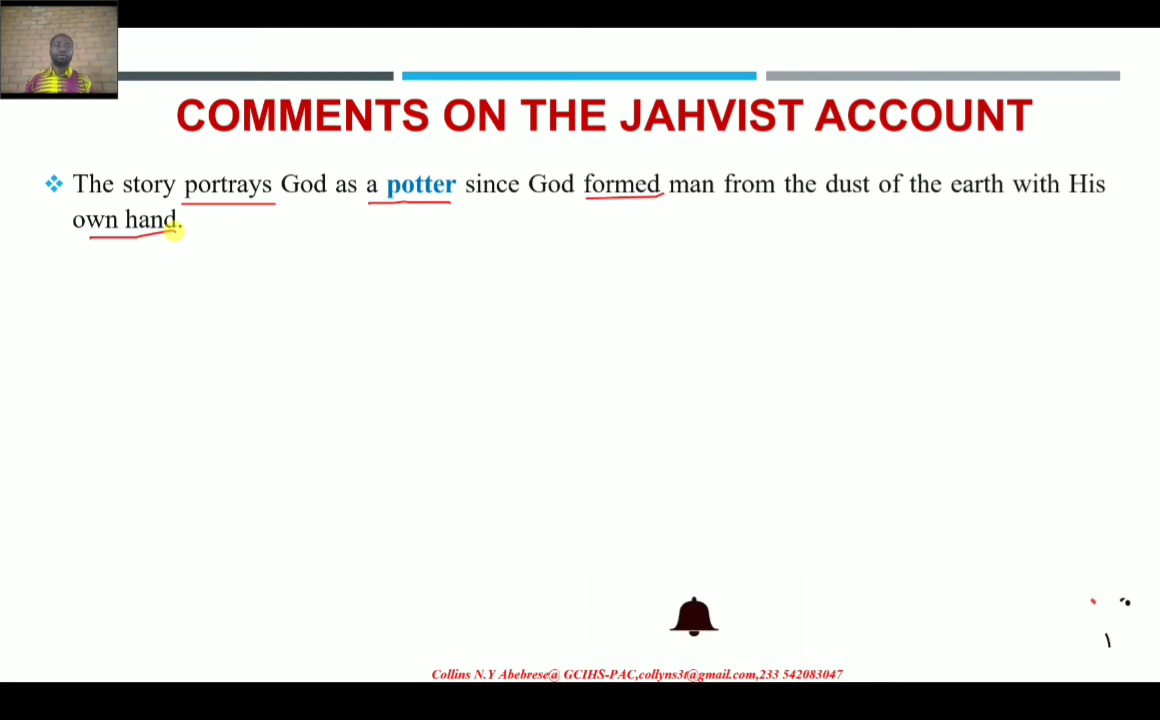 COMMENTS ON THE JAHVIST ACCOUNT
The story portrays God as a potter since God formed man from the dust of the earth with His
own hand.
Collins N.Y Abebrese@ GCIHS-PAC,collyns3t@gmail.com,233 542083047